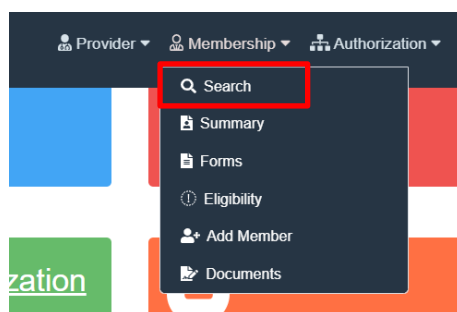 Provider Membership Authorization
Search
Summary
Forms
Eligibility
Add Member
Documents
zation